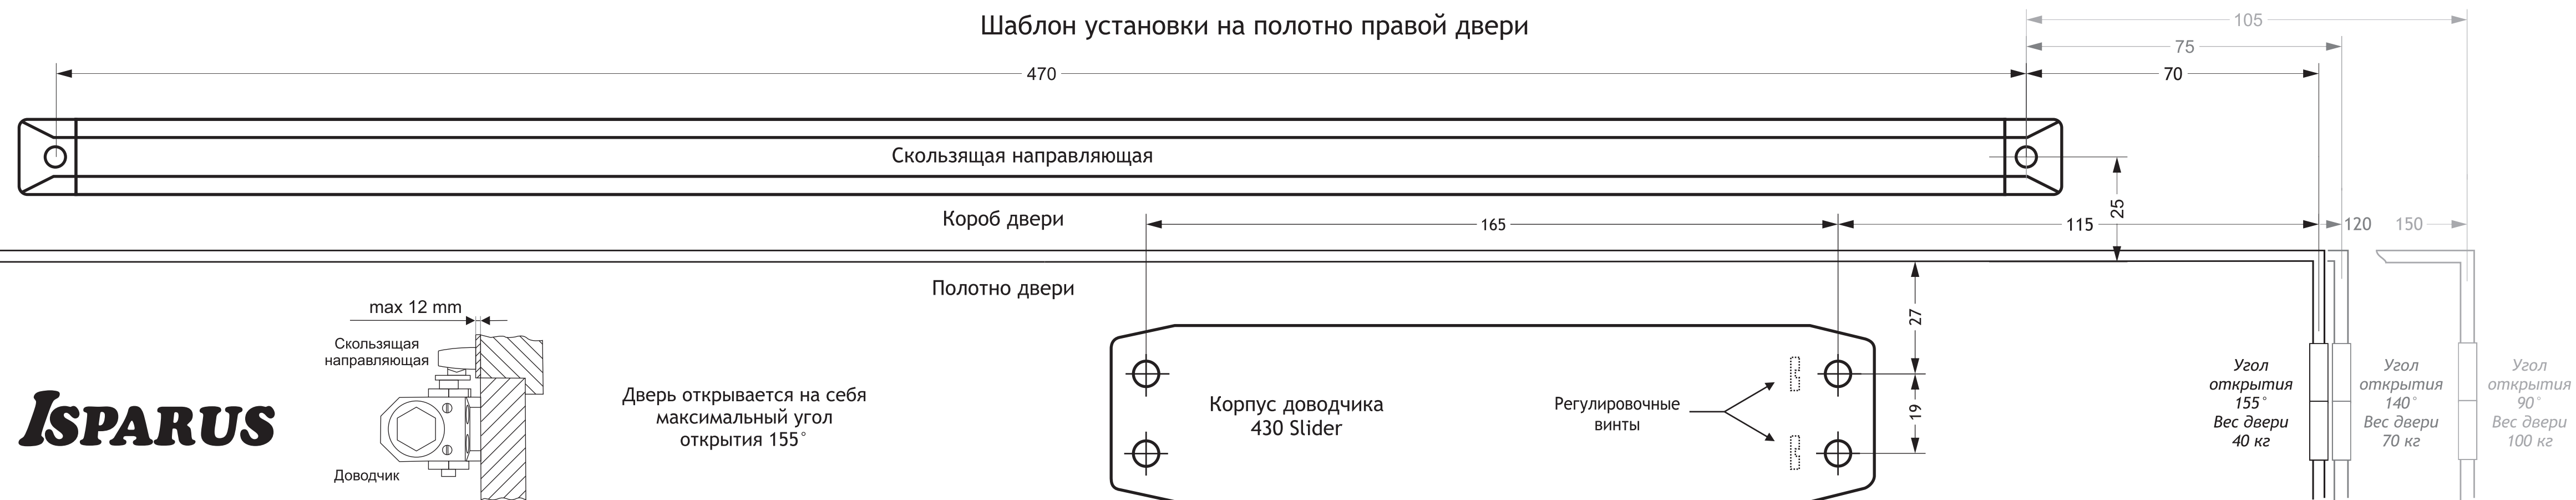 Шаблон установки на полотно правой двери
105
75
470
70
Скользящая направляющая
25
Короб двери
165
115
120
150
Полотно двери
max 12 mm
27
Скользящая
направляющая
Доводчик
ISPARUS
Дверь открывается на себя
максимальный угол
открытия 155°
Корпус доводчика
430 Slider
Регулировочные
винты
19
Угол
открытия
155°
Вес двери
40 кг
Угол
открытия
140°
Вес двери
70 кг
Угол
открытия
90°
Вес двери
100 кг